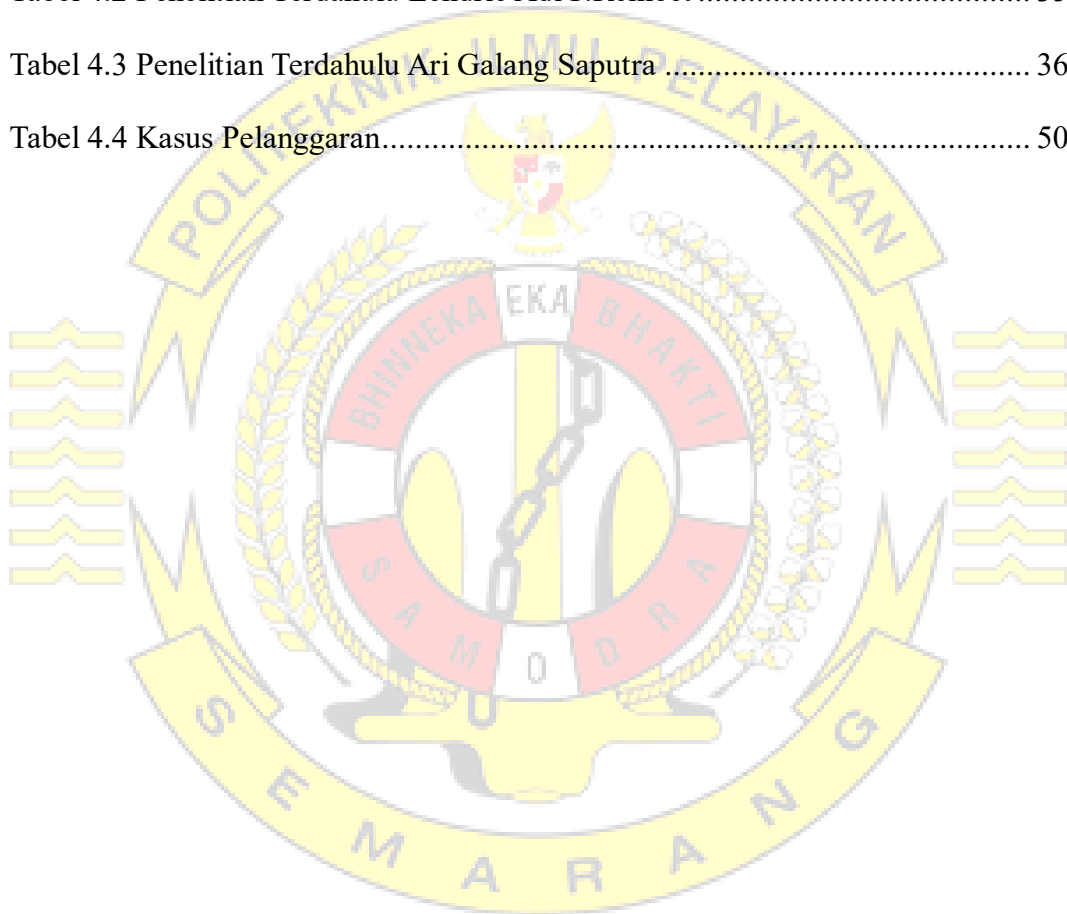 Tabel 4.3 Penelitian Terdahulu Ari Galang Saputra ............................................ 36
Tabel 4.4 Kasus Pelanggaran.............................................................................. 50
POLITEKNIK ILMU PELAYARAN
BHINNEKA EKA BHAKTI
SAMODRA
SEMARANG